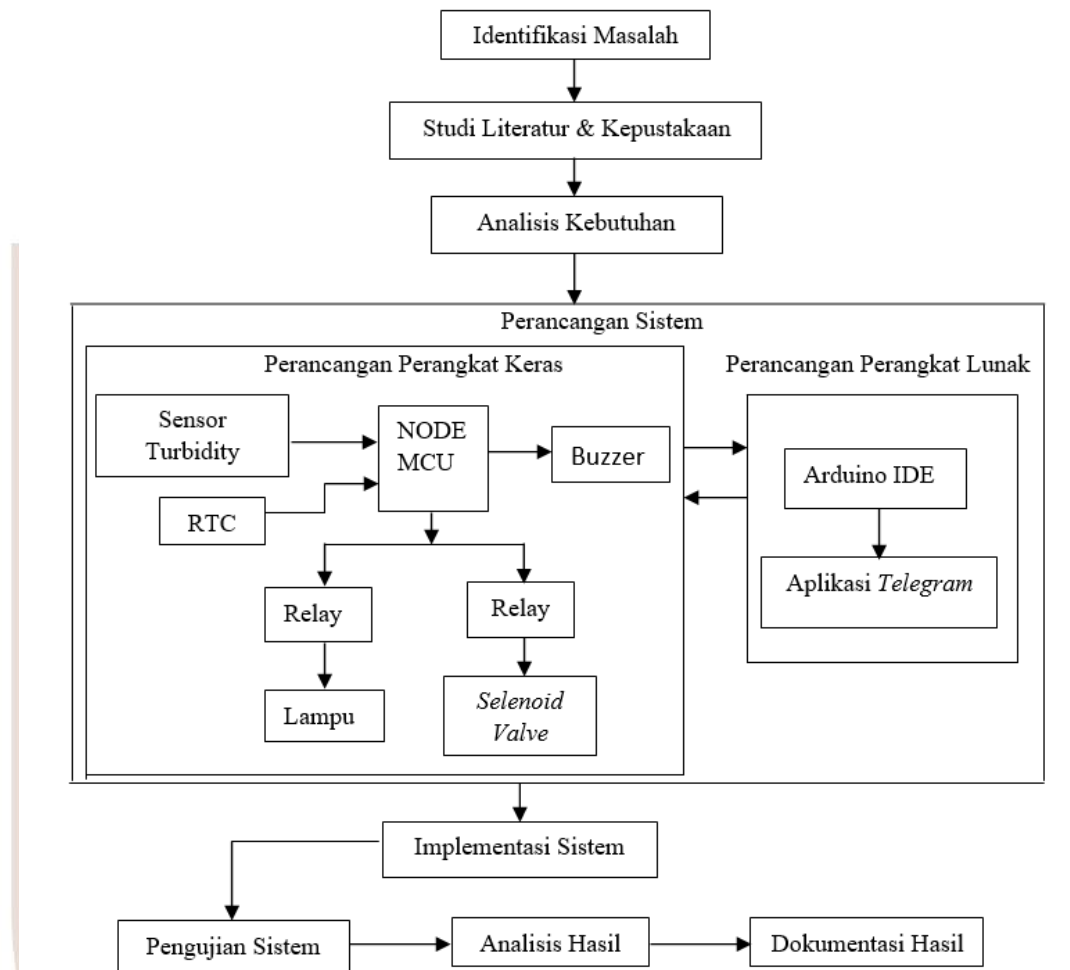 Identifikasi Masalah
Studi Literatur & Kepustakaan
Analisis Kebutuhan
Perancangan Sistem
Perancangan Perangkat Keras
Perancangan Perangkat Lunak
Sensor
Turbidity
NODE
MCU
Buzzer
RTC
Relay
Relay
Lampu
Selenoid
Valve
Arduino IDE
Aplikasi Telegram
Implementasi Sistem
Pengujian Sistem
Analisis Hasil
Dokumentasi Hasil